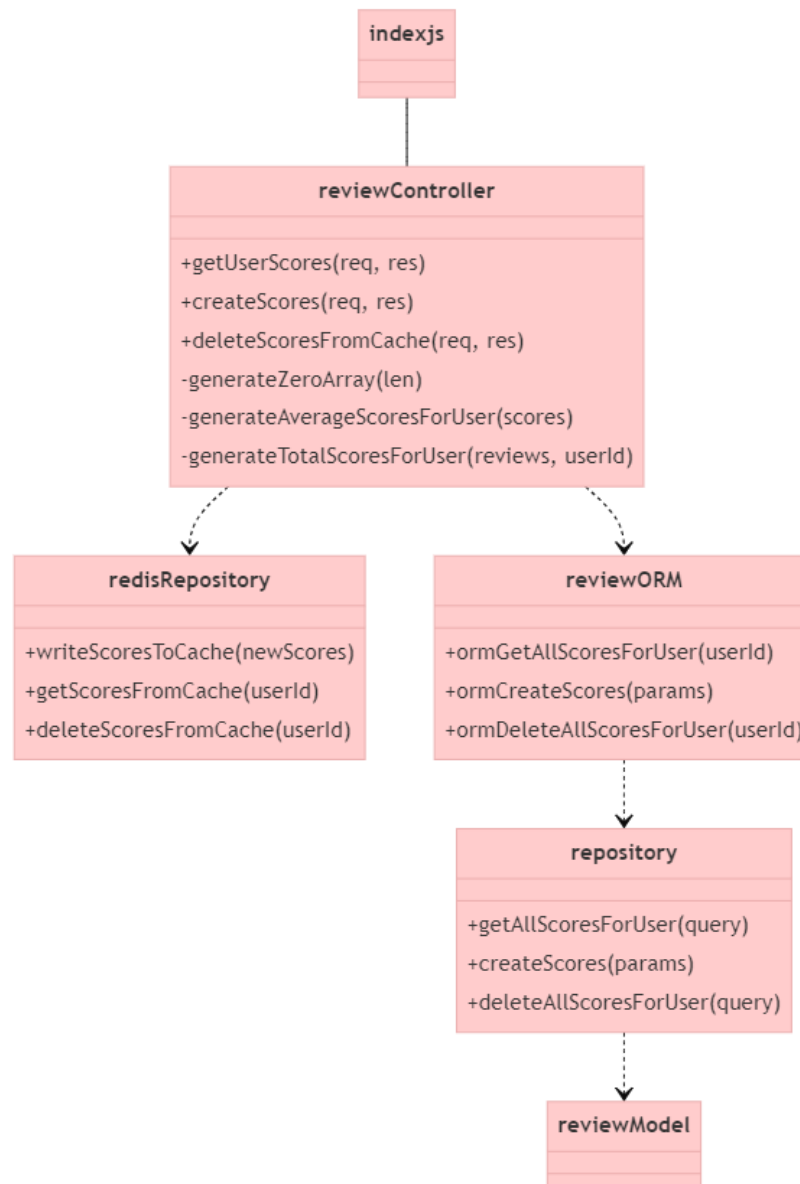 indexjs
reviewController
+getUserScores(req, res)
+createScores(req, res)
+deleteScoresFromCache(req, res)
-generateZeroArray(len)
-generateAverageScoresForUser(scores)
-generateTotalScoresForUser(reviews, userId)
redisRepository
+writeScoresToCache(newScores)
+getScoresFromCache(userId)
+deleteScoresFromCache(userId)
reviewORM
+ormGetAllScoresForUser(userId)
+ormCreateScores(params)
+ormDeleteAllScoresForUser(userId)
repository
+getAllScoresForUser(query)
+createScores(params)
+deleteAllScoresForUser(query)
reviewModel